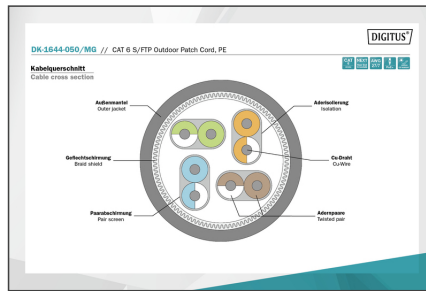 DIGITUS®
DK-1644-050/MG // CAT 6 S/FTP Outdoor Patch Cord, PE
Kabelquerschnitt
Cable cross section
Außenmantel
Outer jacket
Aderisolierung
Isolation
Geflechtschirmung
Braid shield
Cu-Draht
Cu-Wire
Paarabschirmung
Pair screen
Adernpaare
Twisted pair